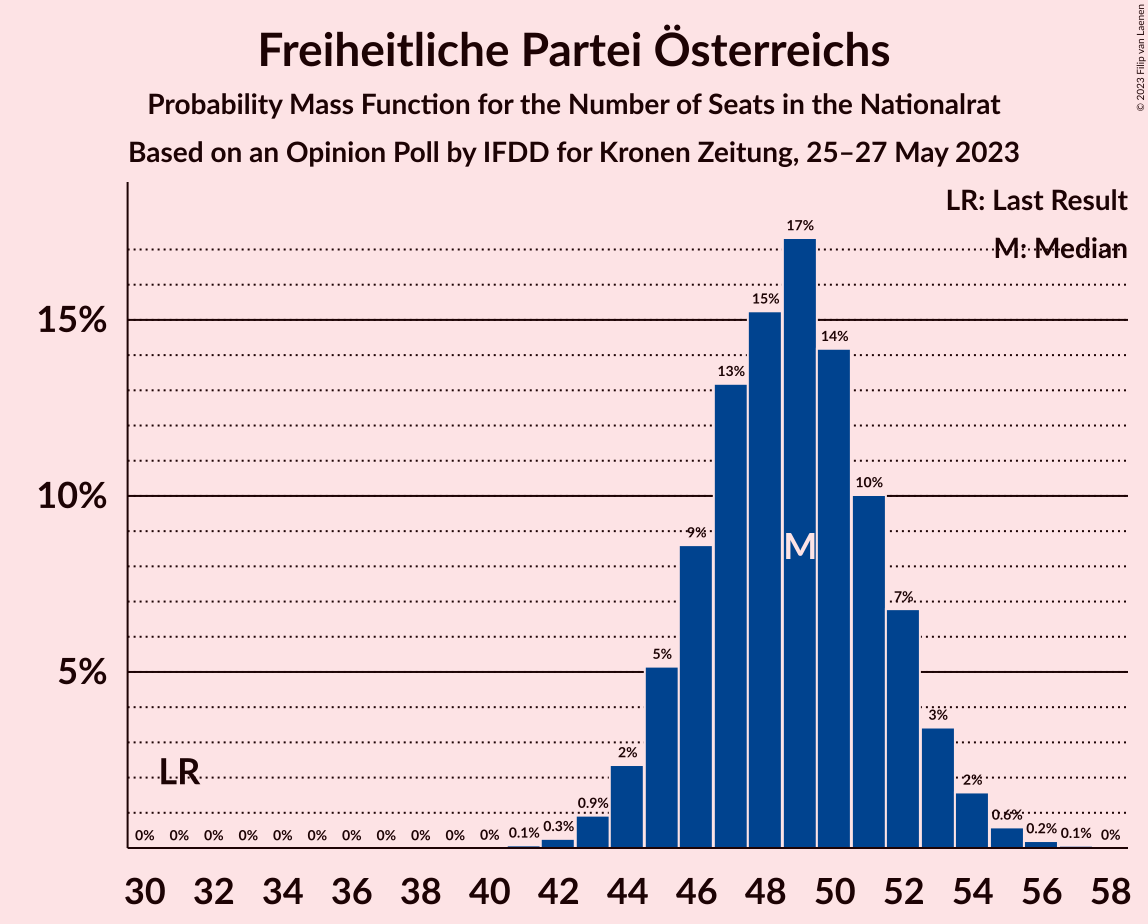 Freiheitliche Partei Österreichs
Probability Mass Function for the Number of Seats in the Nationalrat
Based on an Opinion Poll by IFDD for Kronen Zeitung, 25–27 May 2023
© 2023 Filip van Laenen
LR: Last Result
M: Median
15%
10%
5%
LR
M
0% 0% 0% 0% 0% 0% 0% 0% 0% 0% 0% 0.1% 0.3% 0.9% 2% 5% 9% 13% 15% 17% 14% 10% 7% 3% 2% 0.6% 0.2% 0.1% 0%
30 32 34 36 38 40 42 44 46 48 50 52 54 56 58